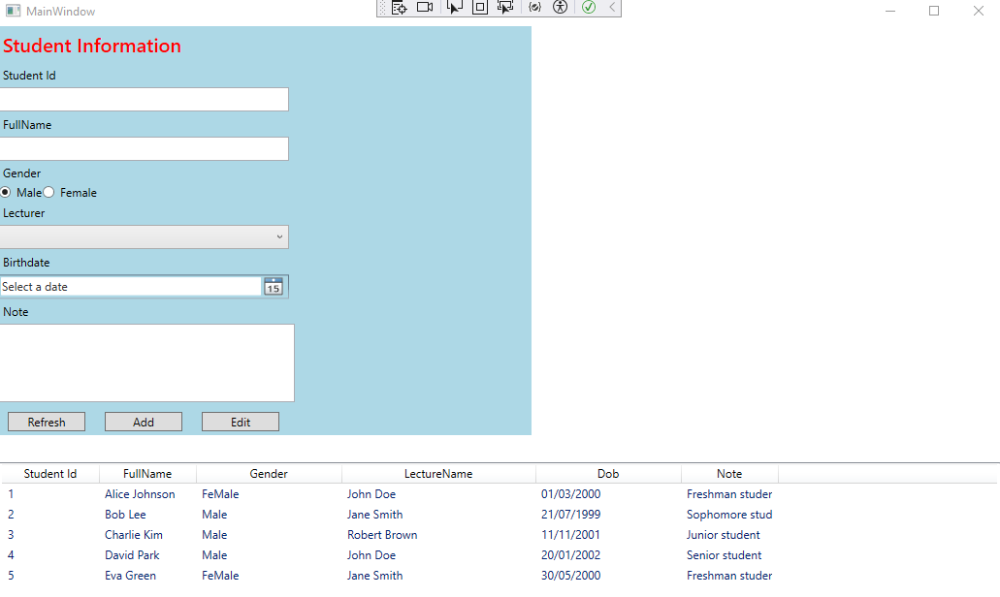 MainWindow
Student Information
Student Id
FullName
Gender
Male Female
Lecturer
Birthdate
Select a date 15
Note
Refresh Add Edit
Student Id FullName Gender LectureName Dob Note
1 Alice Johnson FeMale John Doe 01/03/2000 Freshman studer
2 Bob Lee Male Jane Smith 21/07/1999 Sophomore stud
3 Charlie Kim Male Robert Brown 11/11/2001 Junior student
4 David Park Male John Doe 20/01/2002 Senior student
5 Eva Green FeMale Jane Smith 30/05/2000 Freshman studer